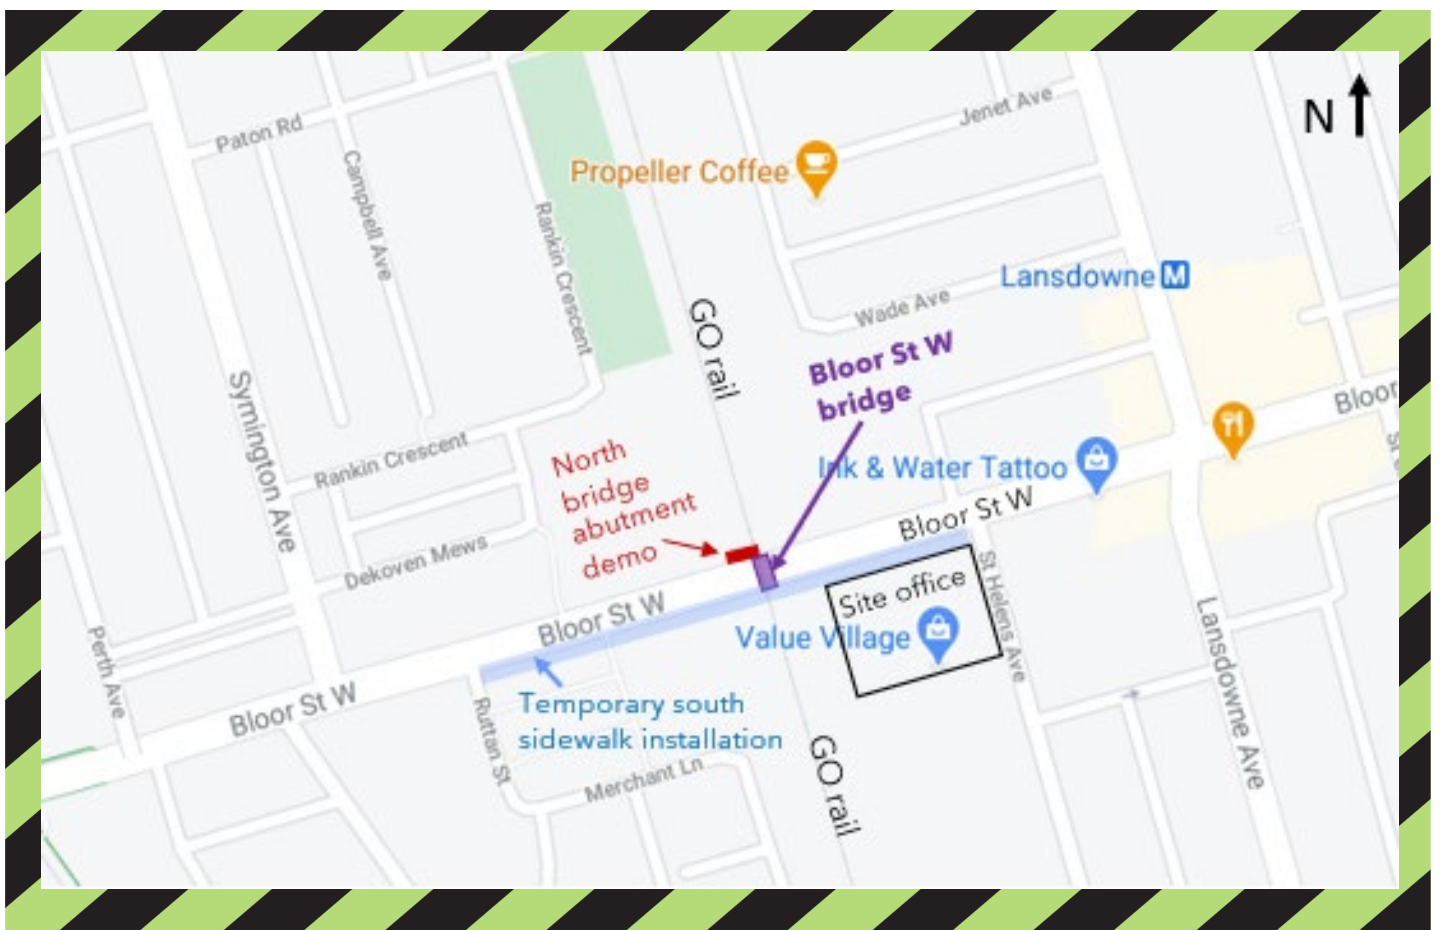 N
Jenet Ave
Paton Rd
Propeller Coffee
Campbell Ave
Rankin Crescent
Lansdowne M
Wade Ave
GO rail
Bloor St W
bridge
Symington Ave
Bloor
Rankin Crescent
North
bridge
abutment
demo
Ink & Water Tattoo
Bloor St W
Dekoven Mews
Site office
St Helens Ave
Bloor St W
Value Village
Perth Ave
Lansdowne Ave
Bloor St W
Ruttan St
Temporary south
sidewalk installation
Merchant Ln
GO rail